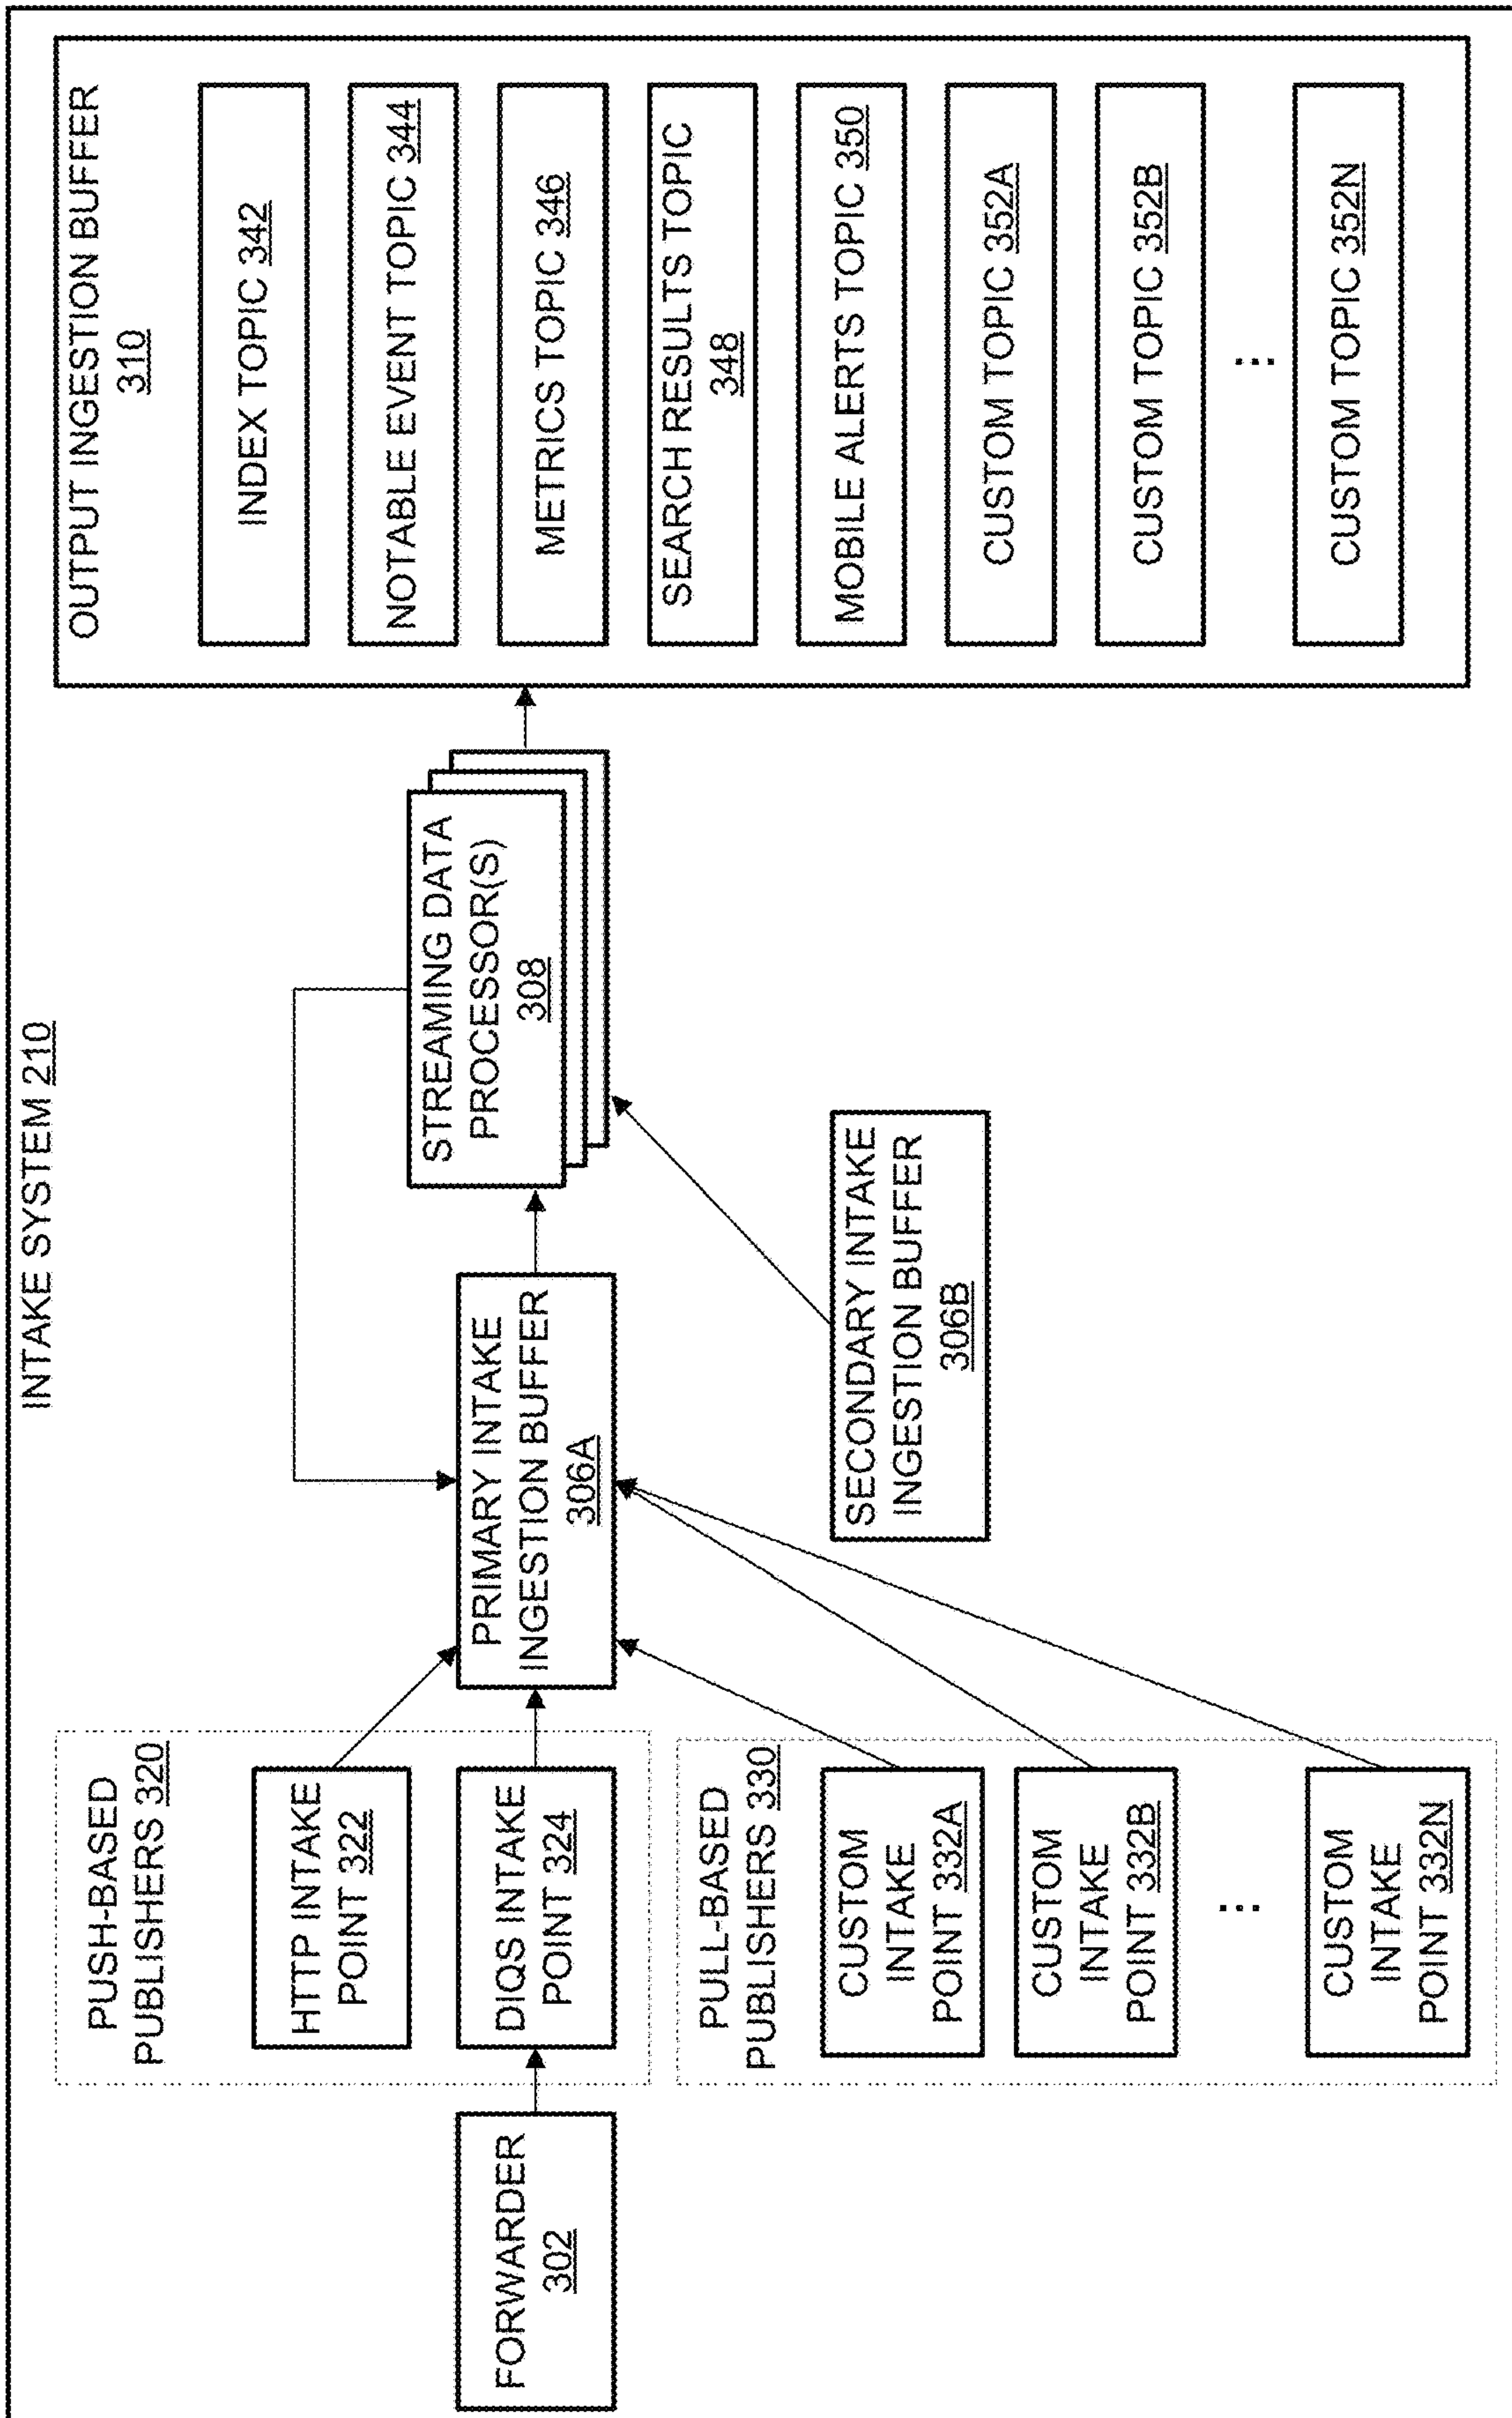 INTAKE SYSTEM 210
FORWARDER
302
PUSH-BASED
PUBLISHERS 320
HTTP INTAKE
POINT 322
DIQS INTAKE
POINT 324
PULL-BASED
PUBLISHERS 330
CUSTOM
INTAKE
POINT 332A
CUSTOM
INTAKE
POINT 332B
...
CUSTOM
INTAKE
POINT 332N
PRIMARY INTAKE
INGESTION BUFFER
306A
SECONDARY INTAKE
INGESTION BUFFER
306B
STREAMING DATA
PROCESSOR(S)
308
OUTPUT INGESTION BUFFER
310
INDEX TOPIC 342
NOTABLE EVENT TOPIC 344
METRICS TOPIC 346
SEARCH RESULTS TOPIC
348
MOBILE ALERTS TOPIC 350
CUSTOM TOPIC 352A
CUSTOM TOPIC 352B
...
CUSTOM TOPIC 352N